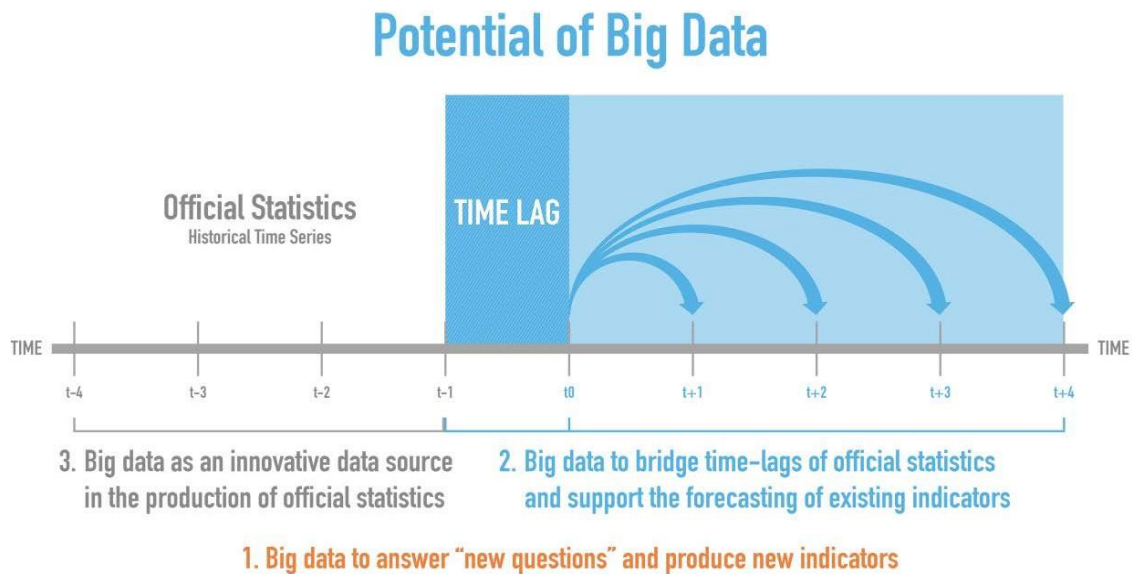 Potential of Big Data
Official Statistics
Historical Time Series
TIME LAG
TIME
TIME
t-4
t-3
t-2
t-1
t0
t+1
t+2
t+3
t+4
3. Big data as an innovative data source
in the production of official statistics
2. Big data to bridge time-lags of official statistics
and support the forecasting of existing indicators
1. Big data to answer “new questions” and produce new indicators